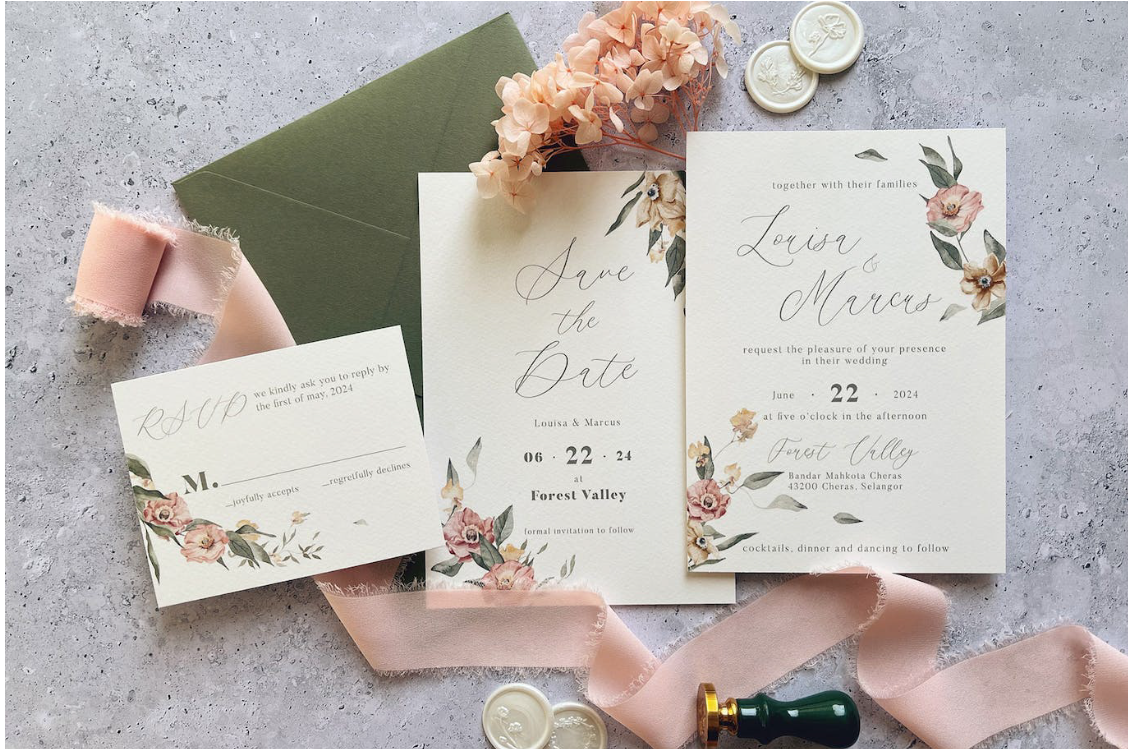 RSVP
we kindly ask you to reply by
the first of may, 2024
M.
_joyfully accepts
_regretfully declines
Save
the
Date
Louisa & Marcus
06 · 22 · 24
at
Forest Valley
formal invitation to follow
together with their families
Louisa
&
Marcus
request the pleasure of your presence
in their wedding
June · 22 · 2024
at five o'clock in the afternoon
Forest Valley
Bandar Mahkota Cheras
43200 Cheras, Selangor
cocktails, dinner and dancing to follow